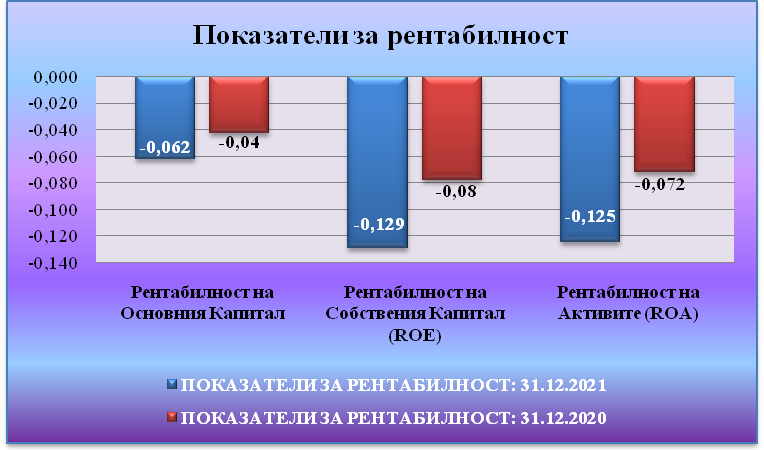 Показатели за рентабилност
0,000
-0,020
-0,040
-0,060
-0,080
-0,100
-0,120
-0,140
-0,062
-0,04
-0,129
-0,08
-0,125
-0,072
Рентабилност на
Основния Капитал
Рентабилност на
Собствения Капитал
(ROE)
Рентабилност на
Активите (ROA)
ПОКАЗАТЕЛИ ЗА РЕНТАБИЛНОСТ: 31.12.2021
ПОКАЗАТЕЛИ ЗА РЕНТАБИЛНОСТ: 31.12.2020